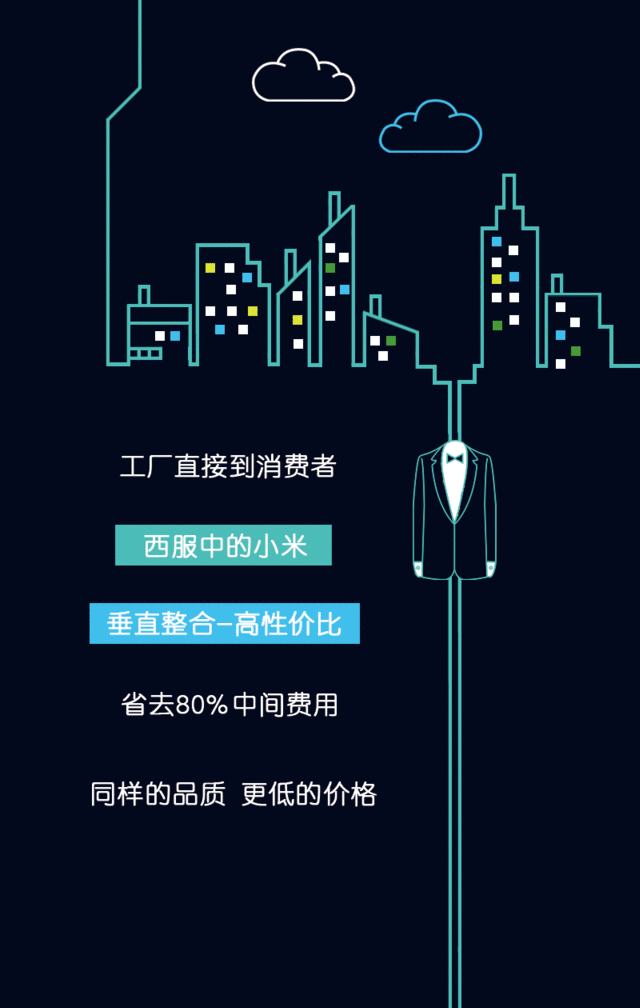 工厂直接到消费者
西服中的小米
垂直整合-高性价比
省去80%中间费用
同样的品质 更低的价格